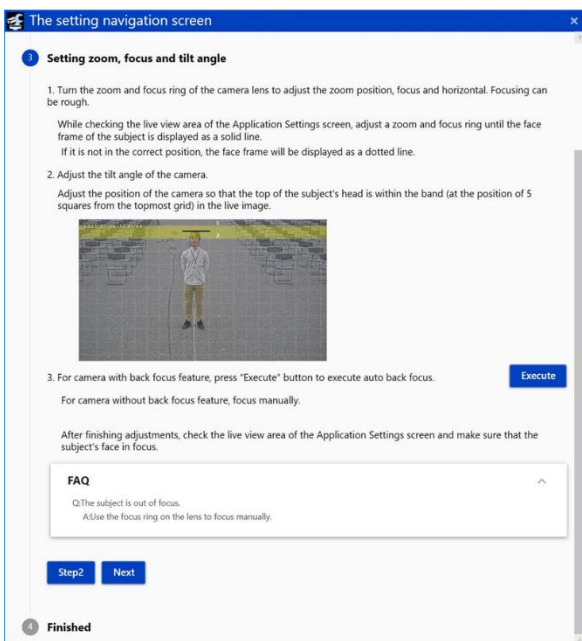 The setting navigation screen
×
3
Setting zoom, focus and tilt angle
1. Turn the zoom and focus ring of the camera lens to adjust the zoom position, focus and horizontal. Focusing can
be rough.
While checking the live view area of the Application Settings screen, adjust a zoom and focus ring until the face
frame of the subject is displayed as a solid line.
If it is not in the correct position, the face frame will be displayed as a dotted line.
2. Adjust the tilt angle of the camera.
Adjust the position of the camera so that the top of the subject's head is within the band (at the position of 5
squares from the topmost grid) in the live image.
3. For camera with back focus feature, press "Execute" button to execute auto back focus.
Execute
For camera without back focus feature, focus manually.
After finishing adjustments, check the live view area of the Application Settings screen and make sure that the
subject's face in focus.
FAQ
Q:The subject is out of focus.
A:Use the focus ring on the lens to focus manually.
Step2
Next
4
Finished